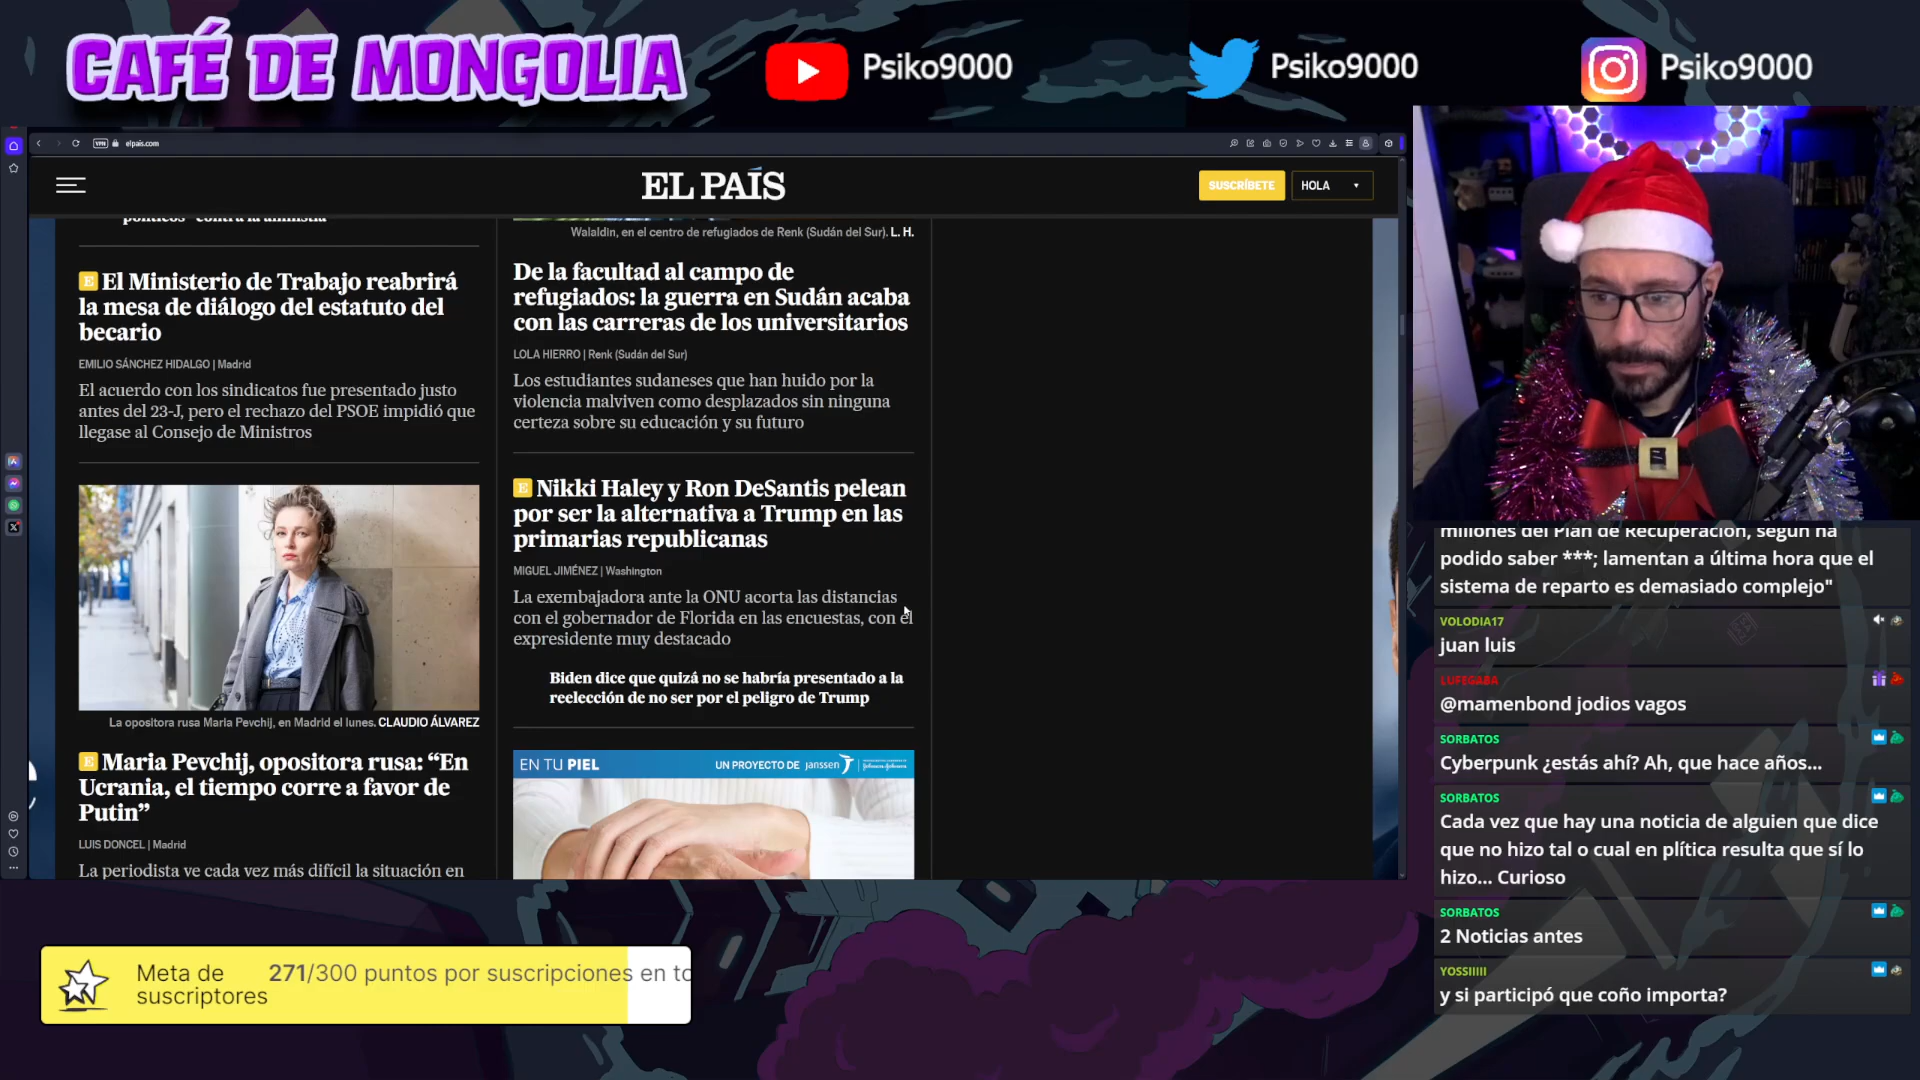 CAFÉ DE MONGOLIA
Psiko9000
Psiko9000
Psiko9000
VPN
elpais.com
EL PAÍS
SUSCRÍBETE
HOLA
políticos" contra la amnistía
E El Ministerio de Trabajo reabrirá
la mesa de diálogo del estatuto del
becario
EMILIO SÁNCHEZ HIDALGO | Madrid
El acuerdo con los sindicatos fue presentado justo
antes del 23-J, pero el rechazo del PSOE impidió que
llegase al Consejo de Ministros
La opositora rusa Maria Pevchij, en Madrid el lunes. CLAUDIO ÁLVAREZ
E Maria Pevchij, opositora rusa: “En
Ucrania, el tiempo corre a favor de
Putin”
LUIS DONCEL | Madrid
La periodista ve cada vez más difícil la situación en
Walaldin, en el centro de refugiados de Renk (Sudán del Sur). L. H.
De la facultad al campo de
refugiados: la guerra en Sudán acaba
con las carreras de los universitarios
LOLA HIERRO | Renk (Sudán del Sur)
Los estudiantes sudaneses que han huido por la
violencia malviven como desplazados sin ninguna
certeza sobre su educación y su futuro
E Nikki Haley y Ron DeSantis pelean
por ser la alternativa a Trump en las
primarias republicanas
MIGUEL JIMÉNEZ | Washington
La exembajadora ante la ONU acorta las distancias
con el gobernador de Florida en las encuestas, con el
expresidente muy destacado
Biden dice que quizá no se habría presentado a la
reelección de no ser por el peligro de Trump
EN TU PIEL
UN PROYECTO DE janssen
millones del Plan de Recuperación, según ha
podido saber ***; lamentan a última hora que el
sistema de reparto es demasiado complejo"
VOLODIA17
juan luis
LUFEGABA
@mamenbond jodios vagos
SORBATOS
Cyberpunk ¿estás ahí? Ah, que hace años...
SORBATOS
Cada vez que hay una noticia de alguien que dice
que no hizo tal o cual en plítica resulta que sí lo
hizo... Curioso
SORBATOS
2 Noticias antes
YOSSIIIII
y si participó que coño importa?
Meta de
suscriptores
271/300 puntos por suscripciones en to